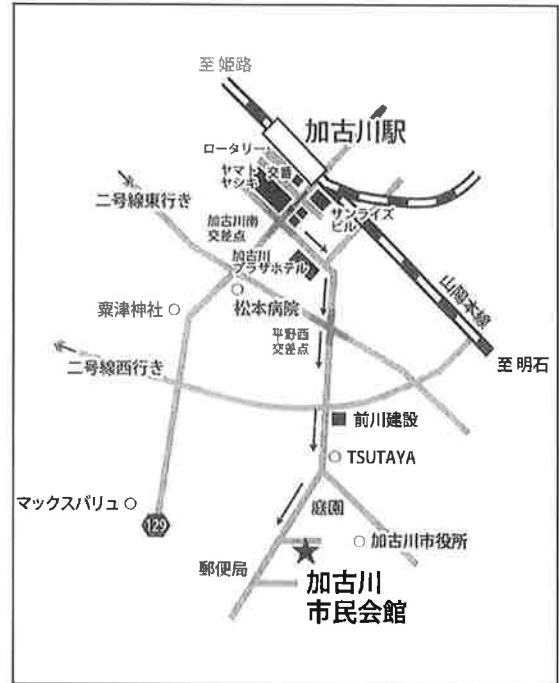 至 姫路
加古川駅
ロータリー
ヤマト
ヤシキ
交番
二号線東行き
サンライズ
ビル
加古川南
交差点
加古川
プラザホテル
山陽本線
粟津神社
松本病院
平野西
交差点
至 明石
二号線西行き
前川建設
TSUTAYA
マックスバリュ
129
庭園
加古川市役所
郵便局
加古川
市民会館